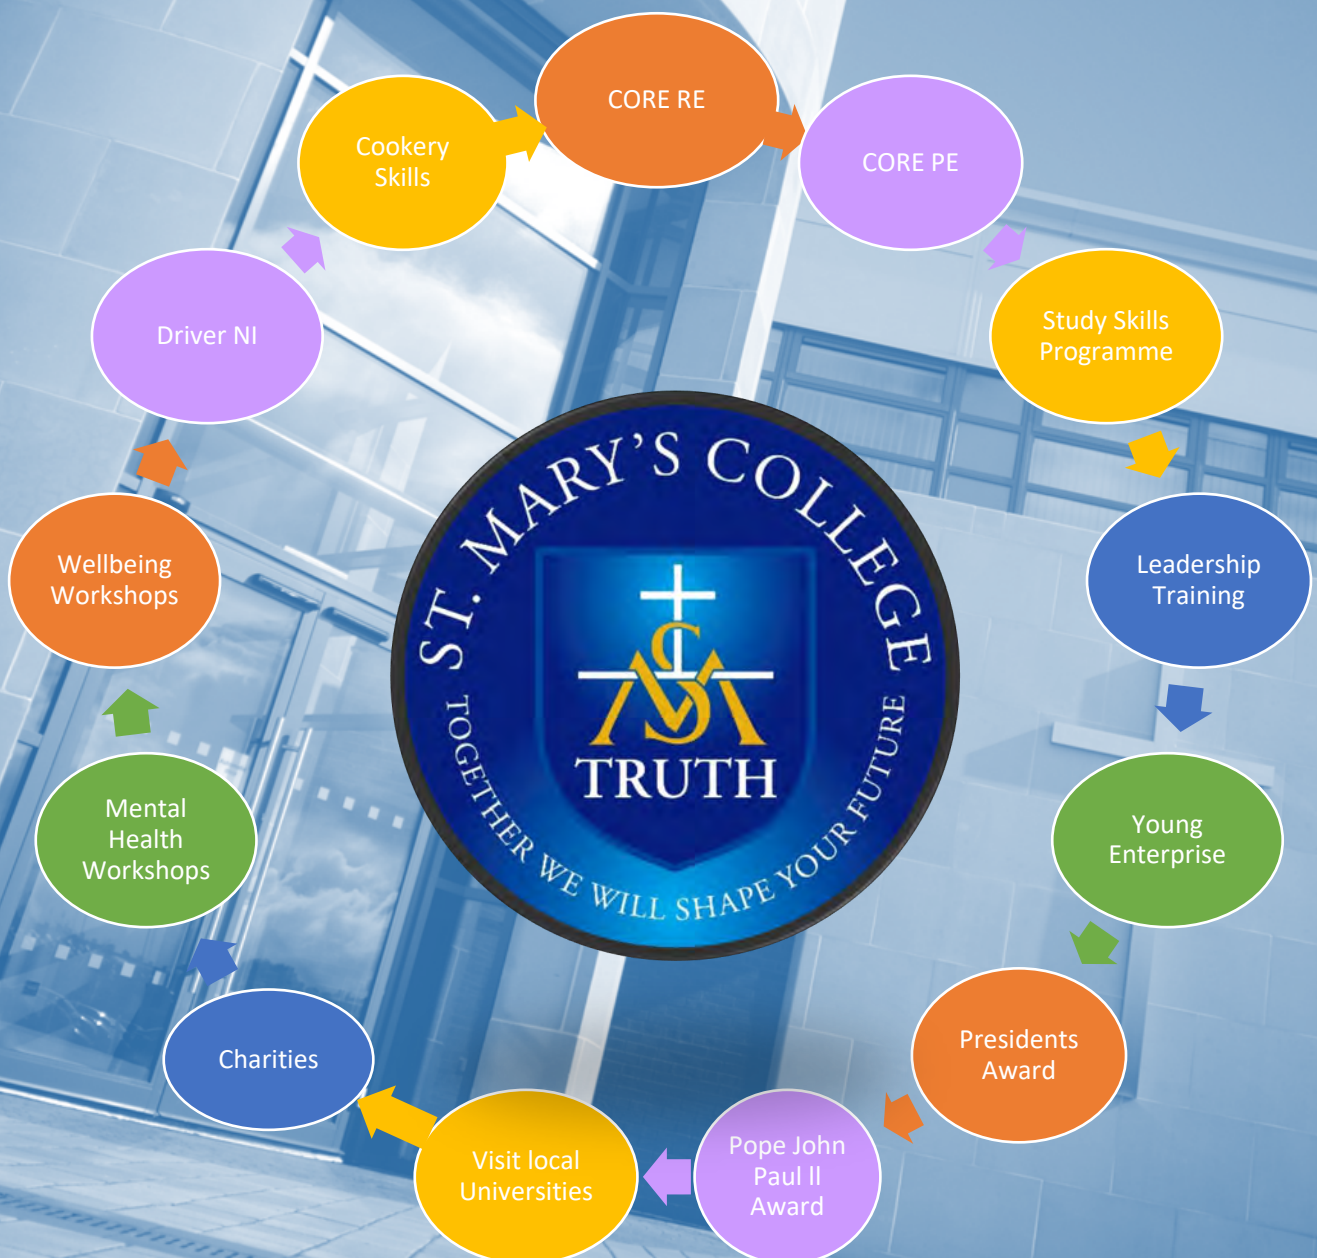 CORE RE
CORE PE
Study Skills
Programme
Leadership
Training
Young
Enterprise
Presidents
Award
Pope John
Paul ll
Award
Visit local
Universities
Charities
Mental
Health
Workshops
Wellbeing
Workshops
Driver NI
Cookery
Skills
ST. MARY'S COLLEGE
SM
TRUTH
TOGETHER WE WILL SHAPE YOUR FUTURE